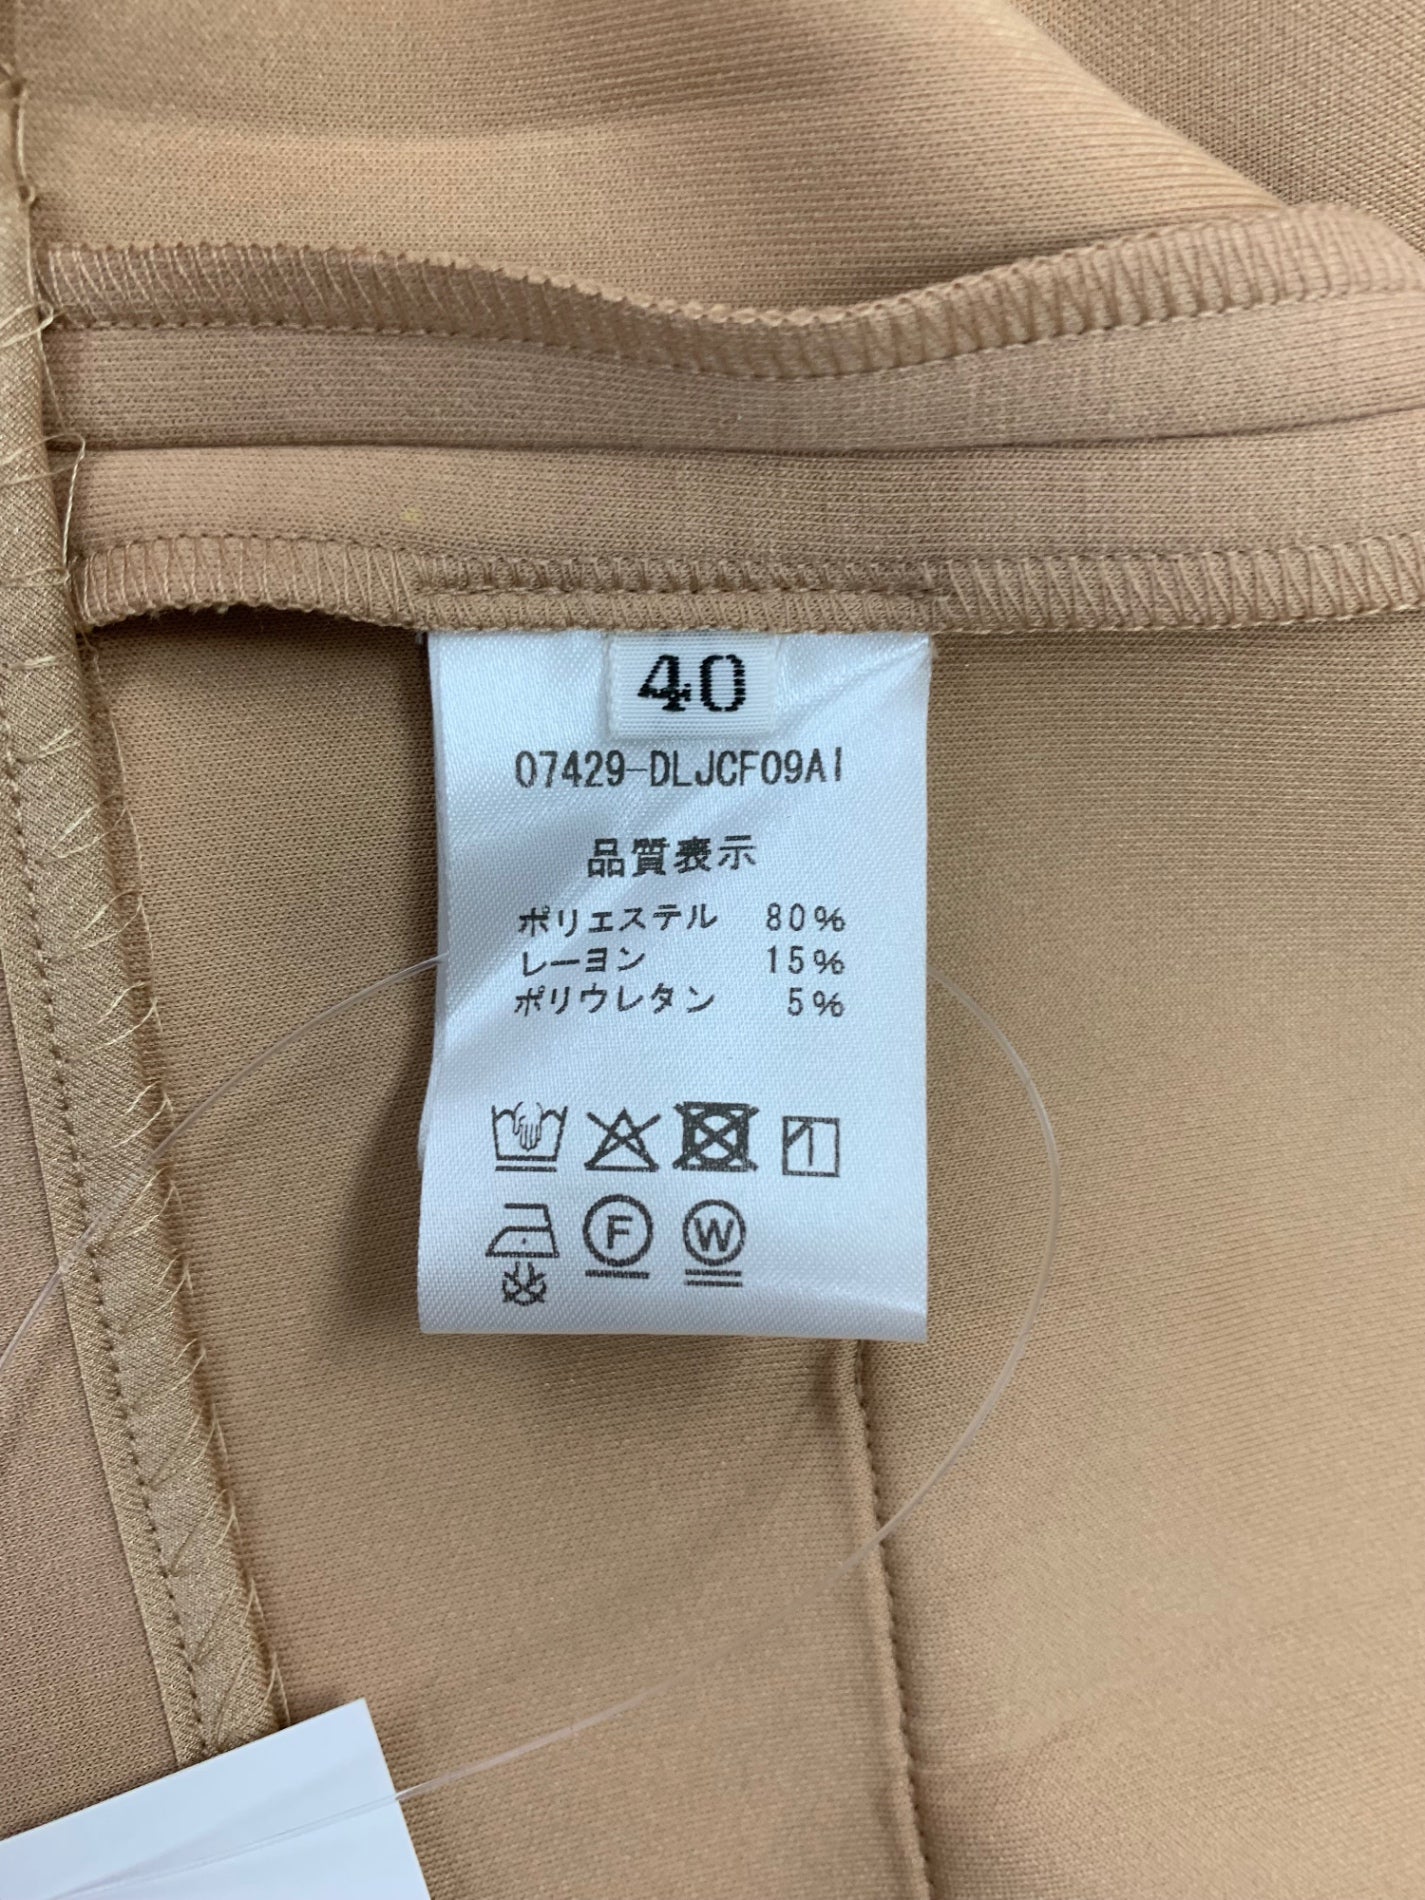 40
07429-DLJCF09AI
品質表示
ポリエステル 80%
レーヨン 15%
ポリウレタン 5%
F W